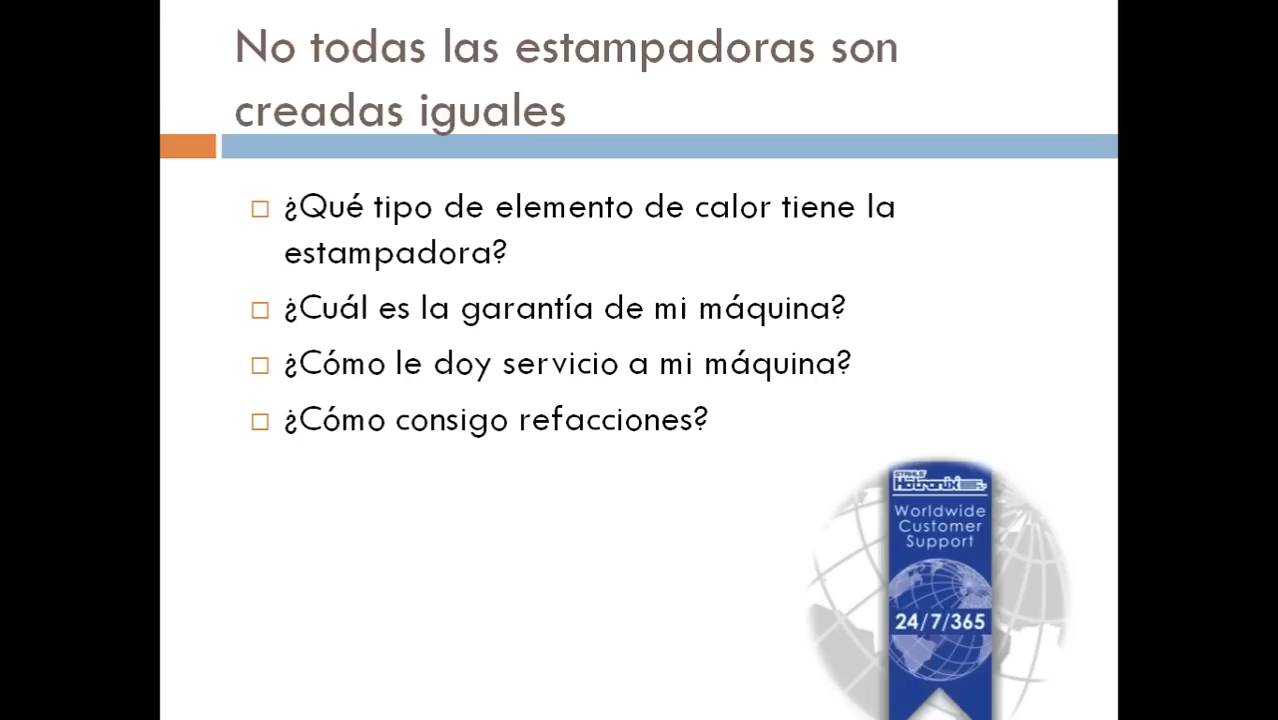 No todas las estampadoras son
creadas iguales
¿Qué tipo de elemento de calor tiene la
estampadora?
¿Cuál es la garantía de mi máquina?
¿Cómo le doy servicio a mi máquina?
¿Cómo consigo refacciones?
STAHLS'
Hotronix
Worldwide
Customer
Support
24/7/365